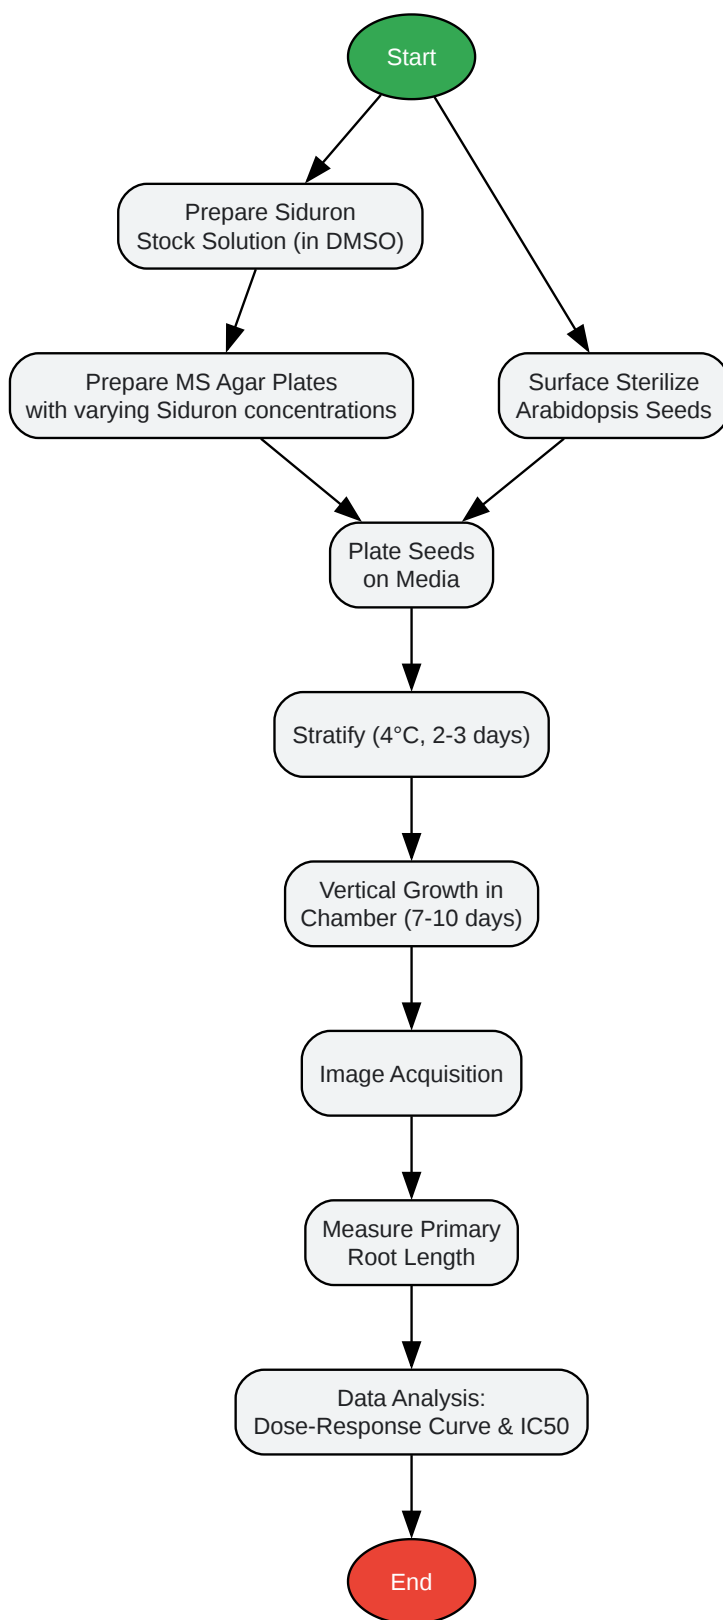 Start
Prepare Siduron
Stock Solution (in DMSO)
Prepare MS Agar Plates
with varying Siduron concentrations
Surface Sterilize
Arabidopsis Seeds
Plate Seeds
on Media
Stratify (4°C, 2-3 days)
Vertical Growth in
Chamber (7-10 days)
Image Acquisition
Measure Primary
Root Length
Data Analysis:
Dose-Response Curve & IC50
End